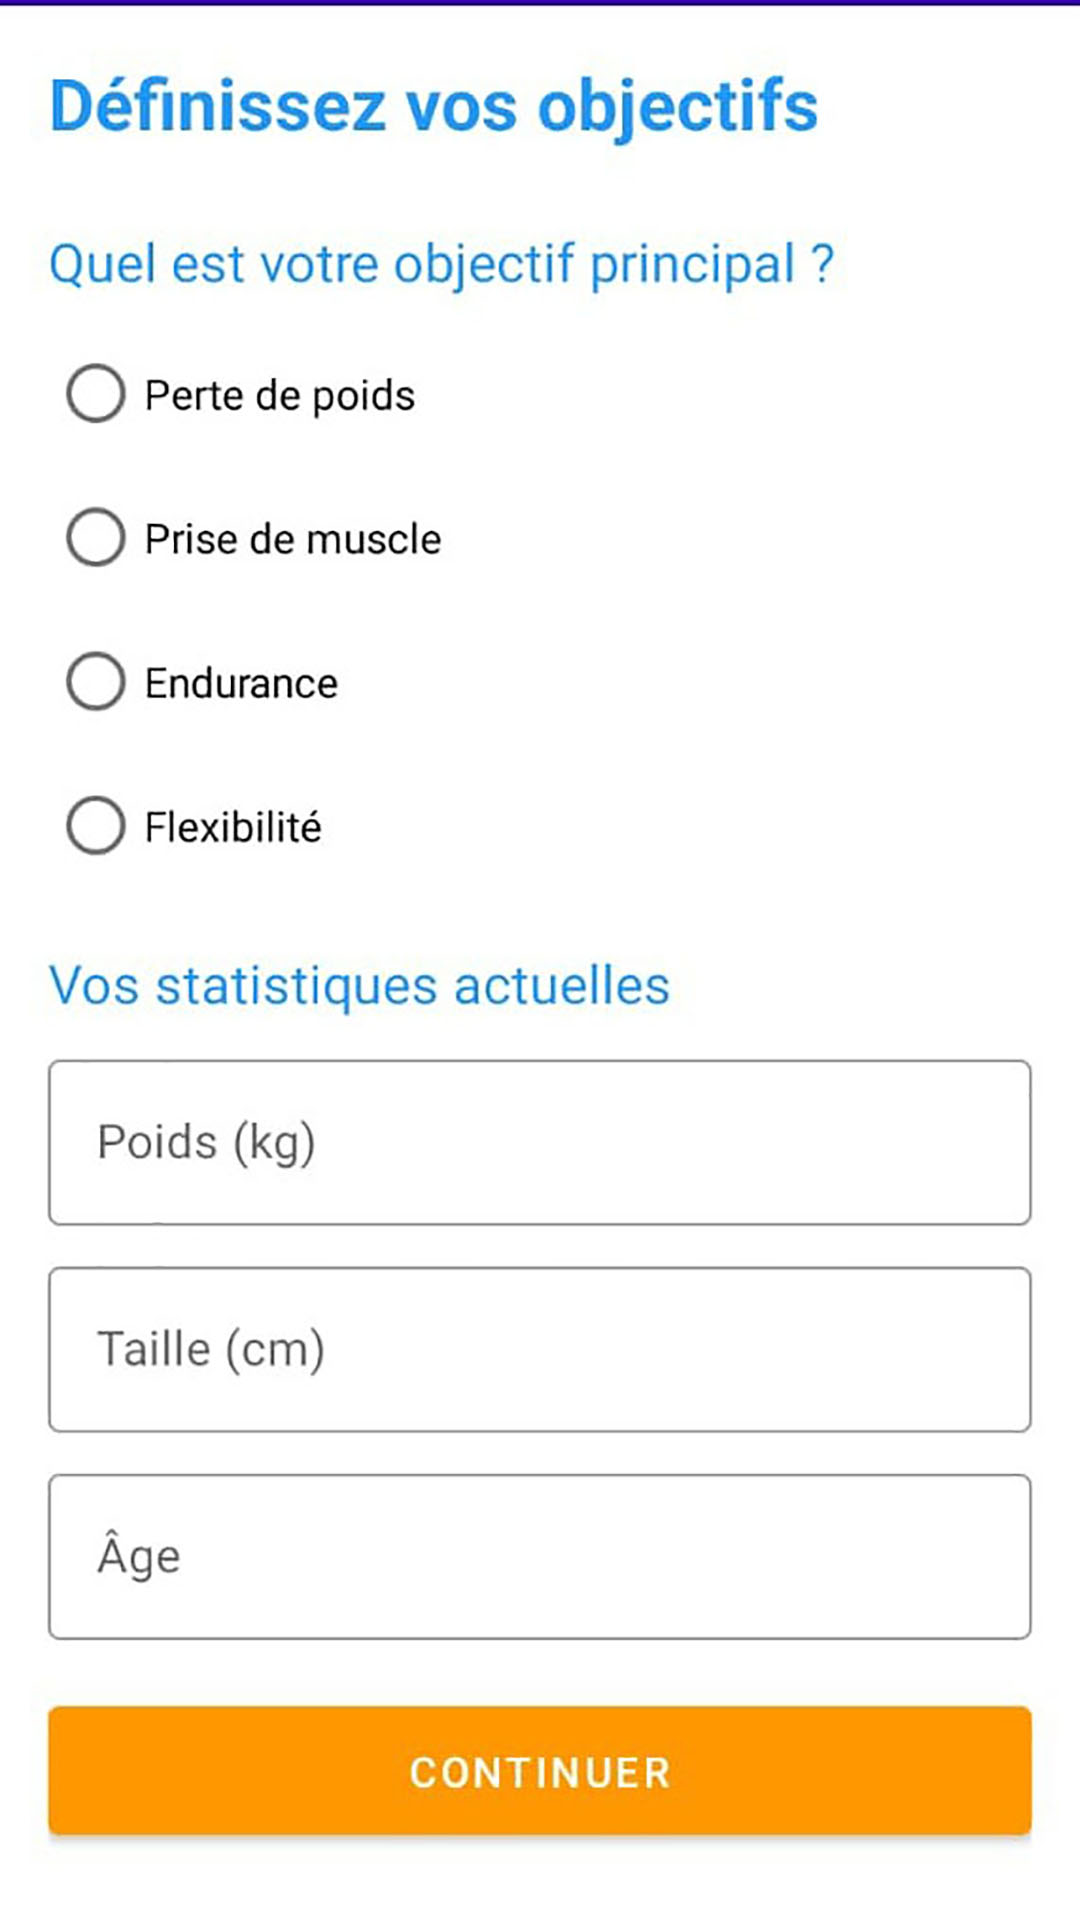 Définissez vos objectifs
Quel est votre objectif principal ?
Perte de poids
Prise de muscle
Endurance
Flexibilité
Vos statistiques actuelles
Poids (kg)
Taille (cm)
Âge
CONTINUER